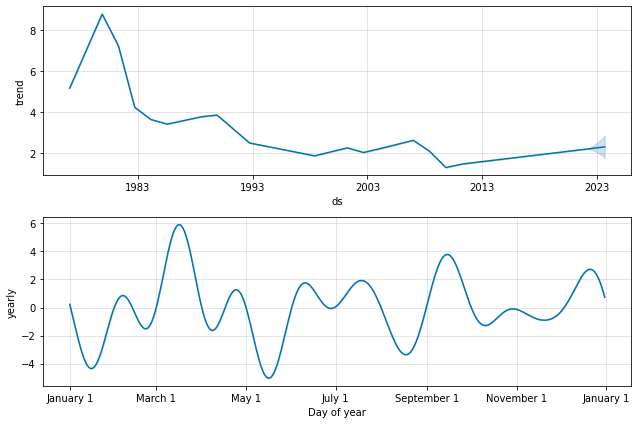 8
6
4
2
trend
1983
1993
2003
2013
2023
ds
6
4
2
0
−2
−4
yearly
January 1
March 1
May 1
July 1
September 1
November 1
January 1
Day of year